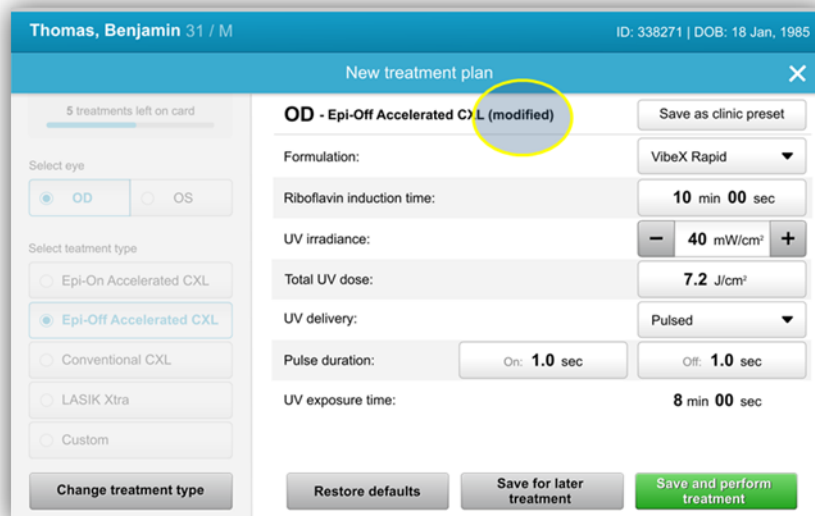 Thomas, Benjamin 31 / M
ID: 338271 | DOB: 18 Jan, 1985
New treatment plan
5 treatments left on card
Select eye
OD
OS
Select teatment type
Epi-On Accelerated CXL
Epi-Off Accelerated CXL
Conventional CXL
LASIK Xtra
Custom
Change treatment type
OD - Epi-Off Accelerated CXL (modified)
Save as clinic preset
Formulation:
VibeX Rapid
Riboflavin induction time:
10 min 00 sec
UV irradiance:
− 40 mW/cm² +
Total UV dose:
7.2 J/cm²
UV delivery:
Pulsed
Pulse duration:
On: 1.0 sec
Off: 1.0 sec
UV exposure time:
8 min 00 sec
Restore defaults
Save for later
treatment
Save and perform
treatment